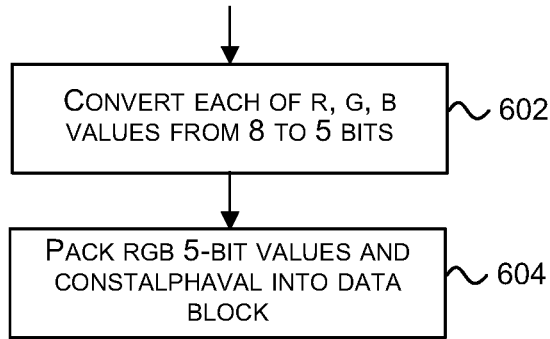 CONVERT EACH OF R, G, B
VALUES FROM 8 TO 5 BITS
602
PACK RGB 5-BIT VALUES AND
CONSTALPHAVAL INTO DATA
BLOCK
604